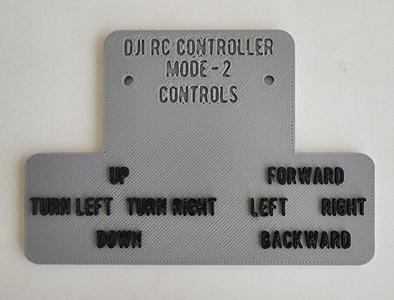 DJI RC CONTROLLER
MODE-2
CONTROLS
UP
TURN LEFT TURN RIGHT
DOWN
FORWARD
LEFT RIGHT
BACKWARD